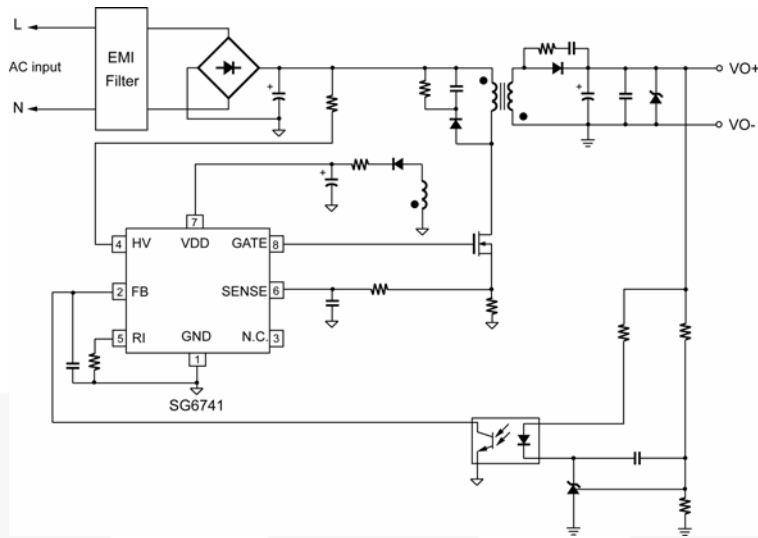 L
AC input
N
EMI
Filter
+
+
VO+
VO-
+
7
4 HV VDD GATE 8
2 FB SENSE 6
5 RI GND N.C. 3
1
SG6741